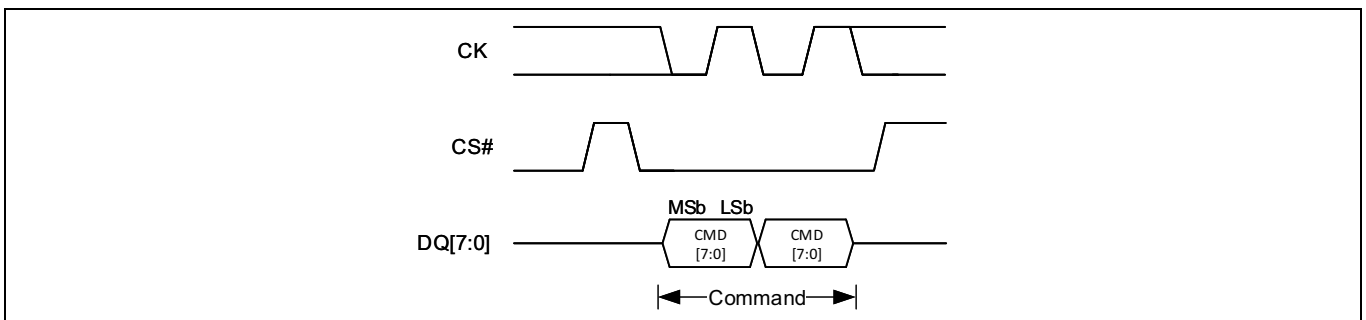 CK
CS#
MSb LSb
DQ[7:0]
CMD CMD
[7:0] [7:0]
Command